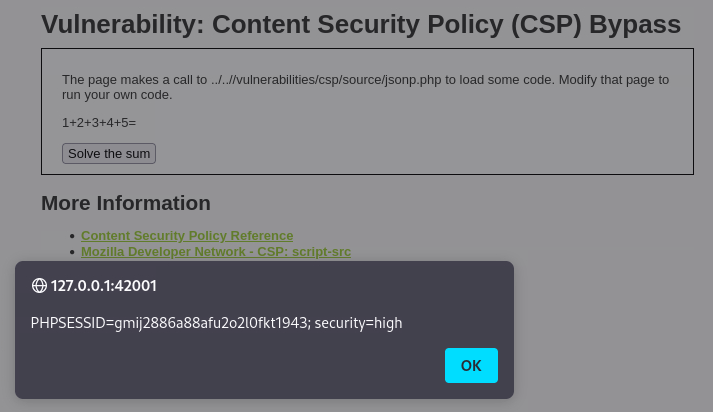 Vulnerability: Content Security Policy (CSP) Bypass
The page makes a call to ../..//vulnerabilities/csp/source/jsonp.php to load some code. Modify that page to
run your own code.
1+2+3+4+5=
Solve the sum
More Information
Content Security Policy Reference
Mozilla Developer Network - CSP: script-src
127.0.0.1:42001
PHPSESSID=gmij2886a88afu2o2l0fkt1943; security=high
OK